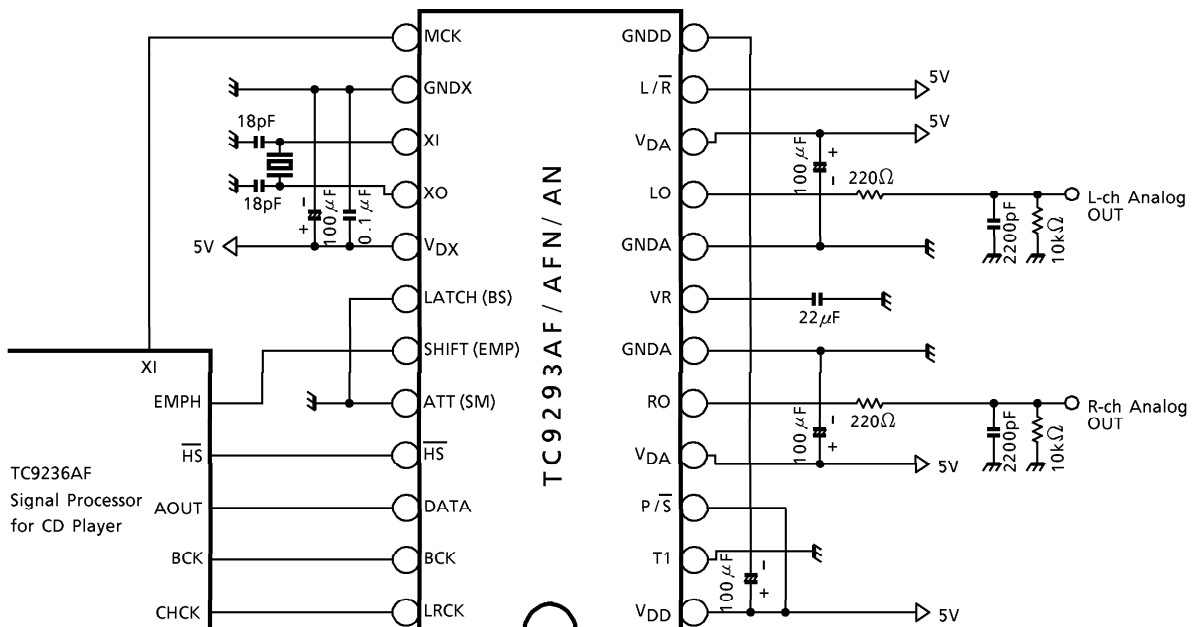 MCK
GNDX
18pF
XI
XO
18pF
100μF
0.1μF
5V
VDX
LATCH (BS)
SHIFT (EMP)
ATT (SM)
HS
DATA
BCK
LRCK
XI
EMPH
HS
AOUT
BCK
CHCK
TC9236AF
Signal Processor
for CD Player
TC9293AF / AFN / AN
GNDD
L/R
5V
VDA
5V
100μF
LO
220Ω
L-ch Analog
OUT
2200pF
10kΩ
GNDA
VR
22μF
GNDA
RO
220Ω
R-ch Analog
OUT
100μF
2200pF
10kΩ
VDA
5V
P/S
T1
100μF
VDD
5V